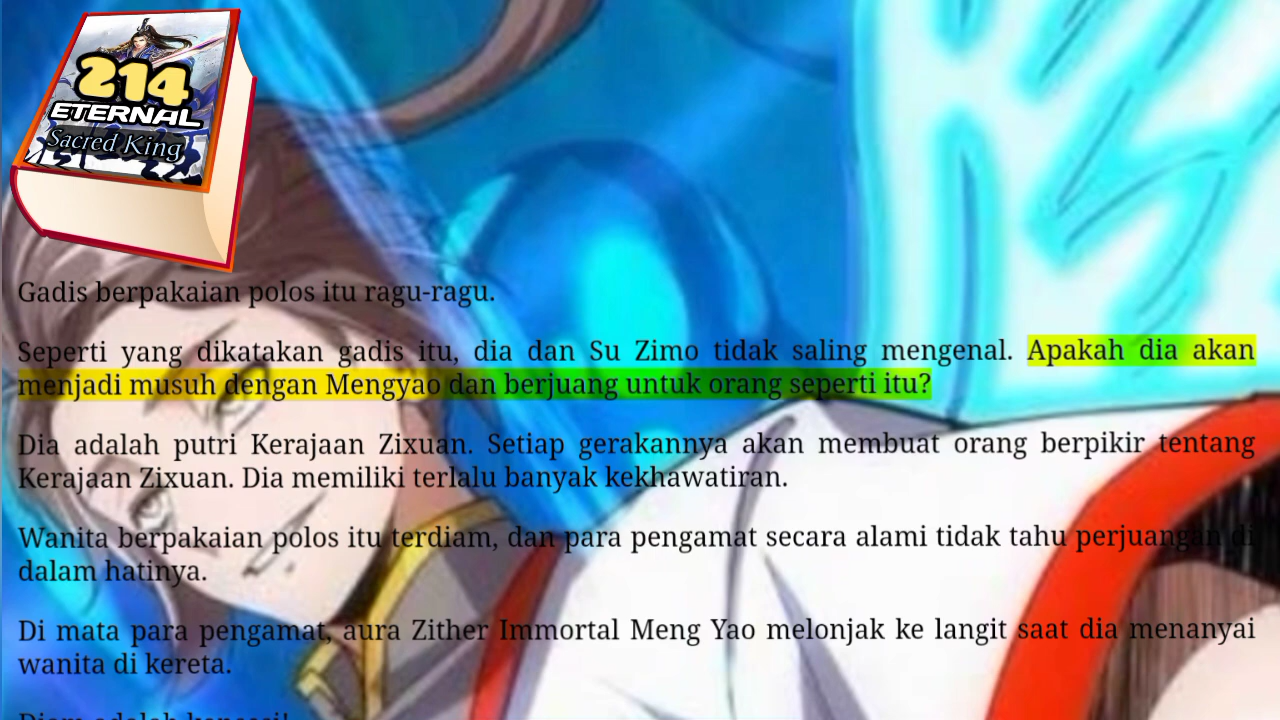 214
ETERNAL
Sacred King
Gadis berpakaian polos itu ragu-ragu.
Seperti yang dikatakan gadis itu, dia dan Su Zimo tidak saling mengenal. Apakah dia akan
menjadi musuh dengan Mengyao dan berjuang untuk orang seperti itu?
Dia adalah putri Kerajaan Zixuan. Setiap gerakannya akan membuat orang berpikir tentang
Kerajaan Zixuan. Dia memiliki terlalu banyak kekhawatiran.
Wanita berpakaian polos itu terdiam, dan para pengamat secara alami tidak tahu perjuangan di
dalam hatinya.
Di mata para pengamat, aura Zither Immortal Meng Yao melonjak ke langit saat dia menanyai
wanita di kereta.